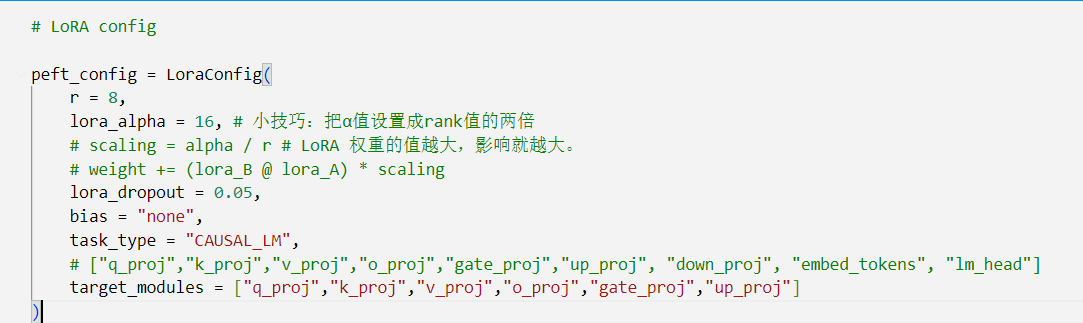 # LoRA config
peft_config = LoraConfig(
r = 8,
lora_alpha = 16, # 小技巧：把α值设置成rank值的两倍
# scaling = alpha / r # LoRA 权重的值越大，影响就越大。
# weight += (lora_B @ lora_A) * scaling
lora_dropout = 0.05,
bias = "none",
task_type = "CAUSAL_LM",
# ["q_proj","k_proj","v_proj","o_proj","gate_proj","up_proj", "down_proj", "embed_tokens", "lm_head"]
target_modules = ["q_proj","k_proj","v_proj","o_proj","gate_proj","up_proj"]
)